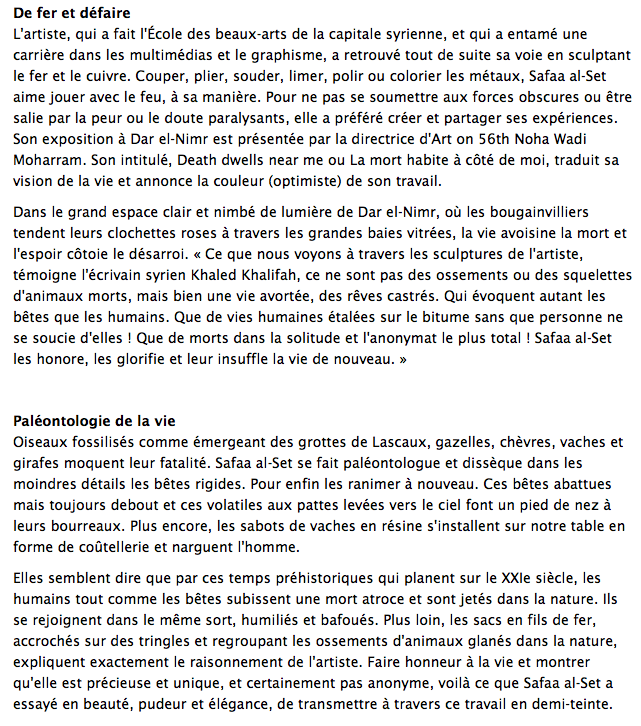 De fer et défaire
L'artiste, qui a fait l'École des beaux-arts de la capitale syrienne, et qui a entamé une
carrière dans les multimédias et le graphisme, a retrouvé tout de suite sa voie en sculptant
le fer et le cuivre. Couper, plier, souder, limer, polir ou colorier les métaux, Safaa al-Set
aime jouer avec le feu, à sa manière. Pour ne pas se soumettre aux forces obscures ou être
salie par la peur ou le doute paralysants, elle a préféré créer et partager ses expériences.
Son exposition à Dar el-Nimr est présentée par la directrice d'Art on 56th Noha Wadi
Moharram. Son intitulé, Death dwells near me ou La mort habite à côté de moi, traduit sa
vision de la vie et annonce la couleur (optimiste) de son travail.
Dans le grand espace clair et nimbé de lumière de Dar el-Nimr, où les bougainvilliers
tendent leurs clochettes roses à travers les grandes baies vitrées, la vie avoisine la mort et
l'espoir côtoie le désarroi. « Ce que nous voyons à travers les sculptures de l'artiste,
témoigne l'écrivain syrien Khaled Khalifah, ce ne sont pas des ossements ou des squelettes
d'animaux morts, mais bien une vie avortée, des rêves castrés. Qui évoquent autant les
bêtes que les humains. Que de vies humaines étalées sur le bitume sans que personne ne
se soucie d'elles ! Que de morts dans la solitude et l'anonymat le plus total ! Safaa al-Set
les honore, les glorifie et leur insuffle la vie de nouveau. »
Paléontologie de la vie
Oiseaux fossilisés comme émergeant des grottes de Lascaux, gazelles, chèvres, vaches et
girafes moquent leur fatalité. Safaa al-Set se fait paléontologue et dissèque dans les
moindres détails les bêtes rigides. Pour enfin les ranimer à nouveau. Ces bêtes abattues
mais toujours debout et ces volatiles aux pattes levées vers le ciel font un pied de nez à
leurs bourreaux. Plus encore, les sabots de vaches en résine s'installent sur notre table en
forme de coûtellerie et narguent l'homme.
Elles semblent dire que par ces temps préhistoriques qui planent sur le XXIe siècle, les
humains tout comme les bêtes subissent une mort atroce et sont jetés dans la nature. Ils
se rejoignent dans le même sort, humiliés et bafoués. Plus loin, les sacs en fils de fer,
accrochés sur des tringles et regroupant les ossements d'animaux glanés dans la nature,
expliquent exactement le raisonnement de l'artiste. Faire honneur à la vie et montrer
qu'elle est précieuse et unique, et certainement pas anonyme, voilà ce que Safaa al-Set a
essayé en beauté, pudeur et élégance, de transmettre à travers ce travail en demi-teinte.